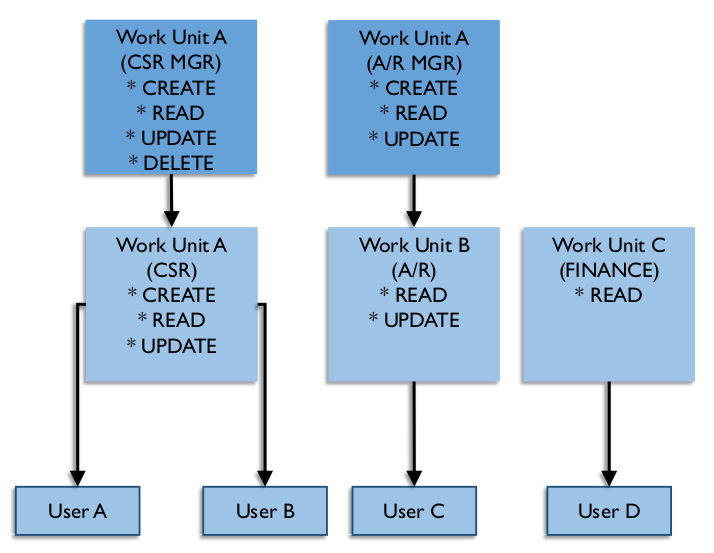 Work Unit A
(CSR MGR)
* CREATE
* READ
* UPDATE
* DELETE
Work Unit A
(A/R MGR)
* CREATE
* READ
* UPDATE
Work Unit A
(CSR)
* CREATE
* READ
* UPDATE
Work Unit B
(A/R)
* READ
* UPDATE
Work Unit C
(FINANCE)
* READ
User A
User B
User C
User D